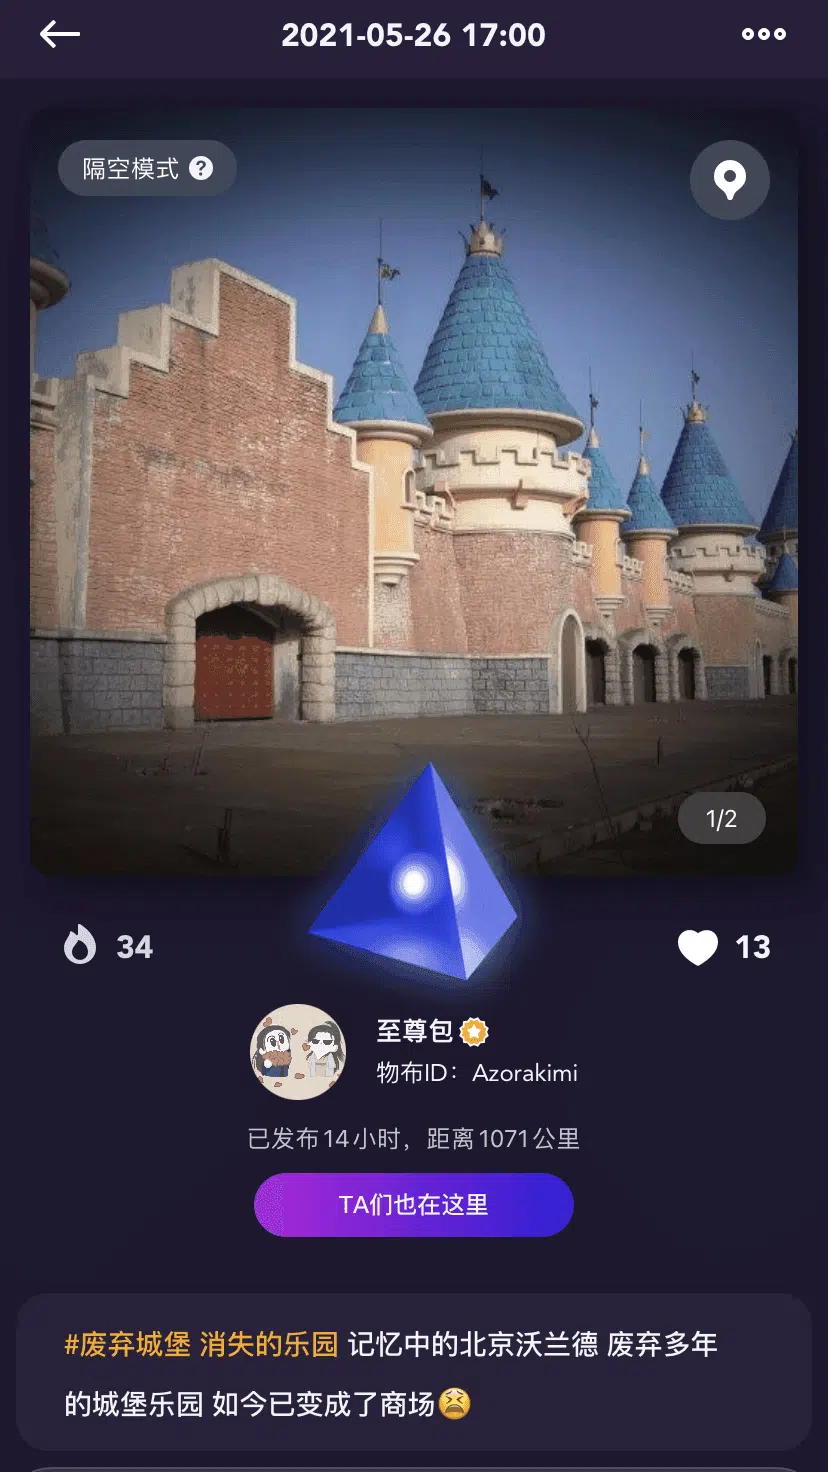 2021-05-26 17:00
隔空模式 ?
1/2
34
13
至尊包
物布ID：Azorakimi
已发布14小时，距离1071公里
TA们也在这里
#废弃城堡 消失的乐园 记忆中的北京沃兰德 废弃多年
的城堡乐园 如今已变成了商场😫